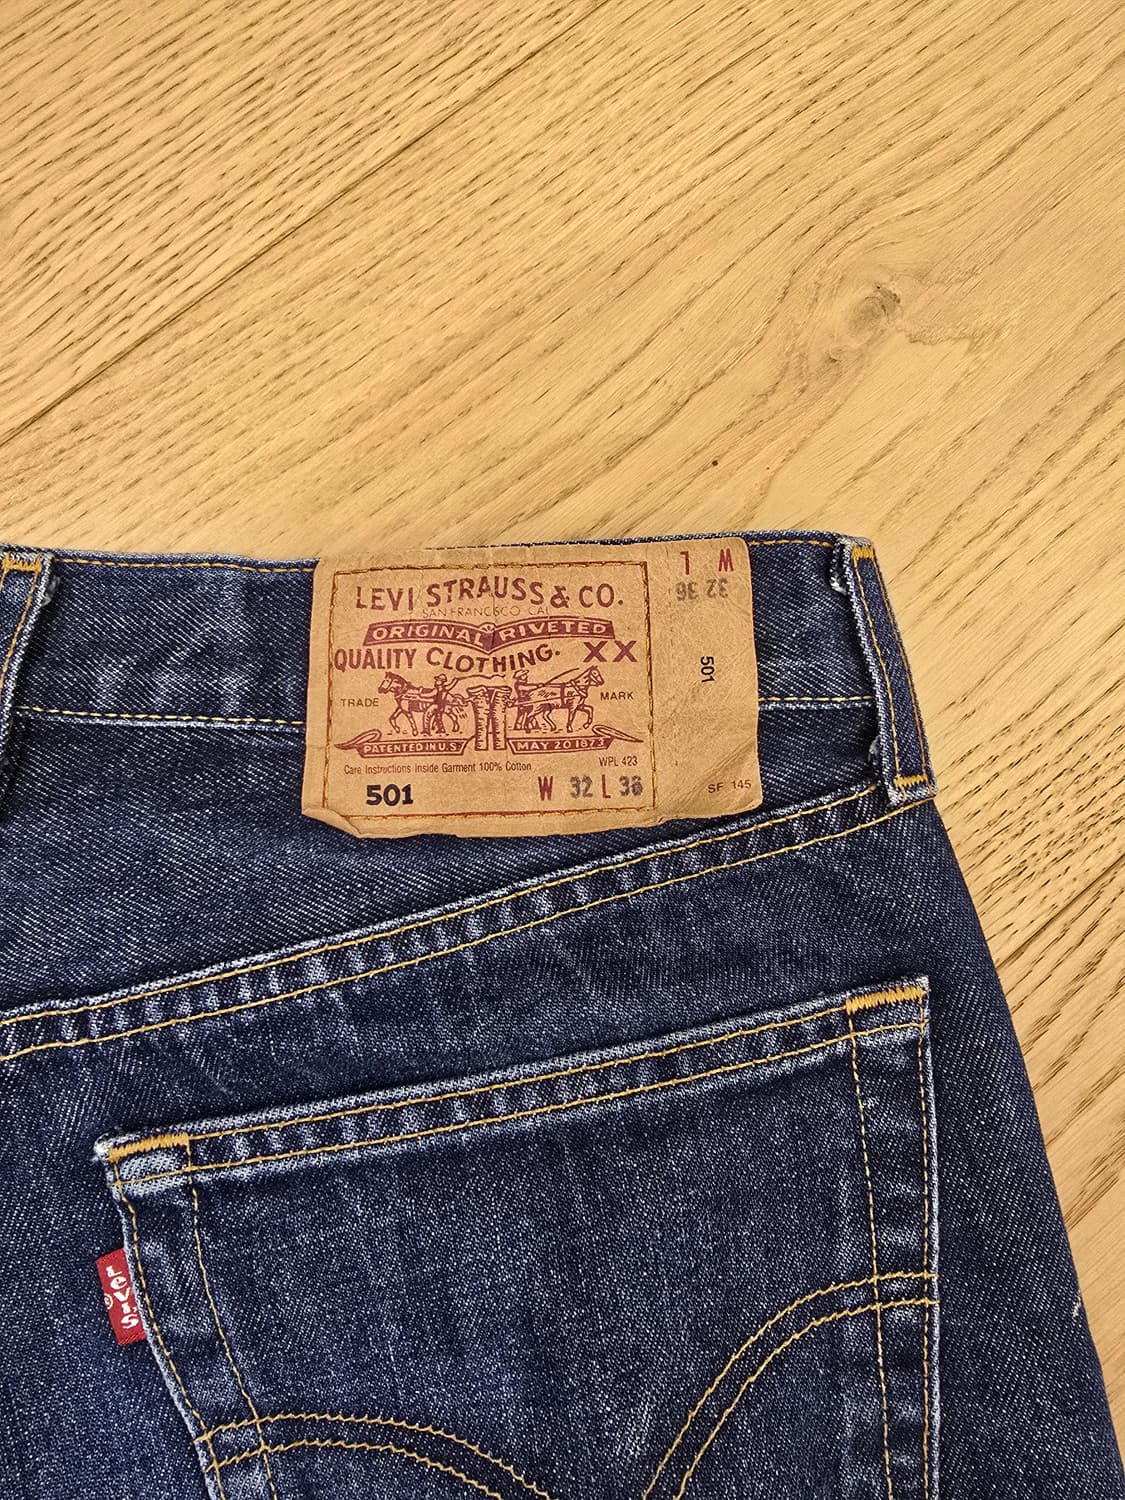 LEVI STRAUSS & CO.
SAN FRANCISCO CAL
ORIGINAL RIVETED
QUALITY CLOTHING. XX
TRADE MARK
PATENTED IN U.S. MAY 20 1873
Care Instructions Inside Garment 100% Cotton WPL 423
501 W 32 L 36
W L
32 36
501
SF 145
Levi's ®